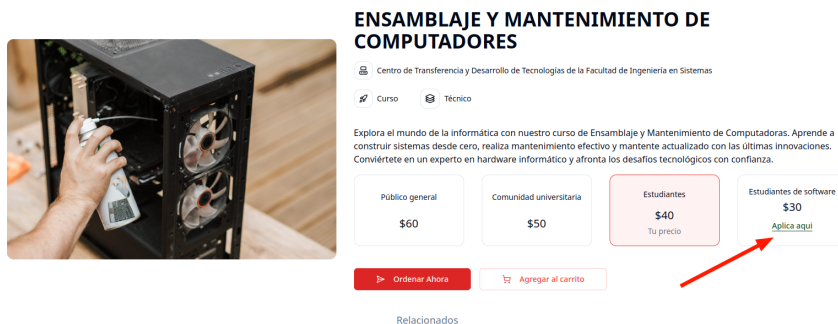 ENSAMBLAJE Y MANTENIMIENTO DE
COMPUTADORES
Centro de Transferencia y Desarrollo de Tecnologías de la Facultad de Ingeniería en Sistemas
Curso
Técnico
Explora el mundo de la informática con nuestro curso de Ensamblaje y Mantenimiento de Computadoras. Aprende a
construir sistemas desde cero, realiza mantenimiento efectivo y mantente actualizado con las últimas innovaciones.
Conviértete en un experto en hardware informático y afronta los desafíos tecnológicos con confianza.
Público general
$60
Comunidad universitaria
$50
Estudiantes
$40
Tu precio
Estudiantes de software
$30
Aplica aqui
Ordenar Ahora
Agregar al carrito
Relacionados